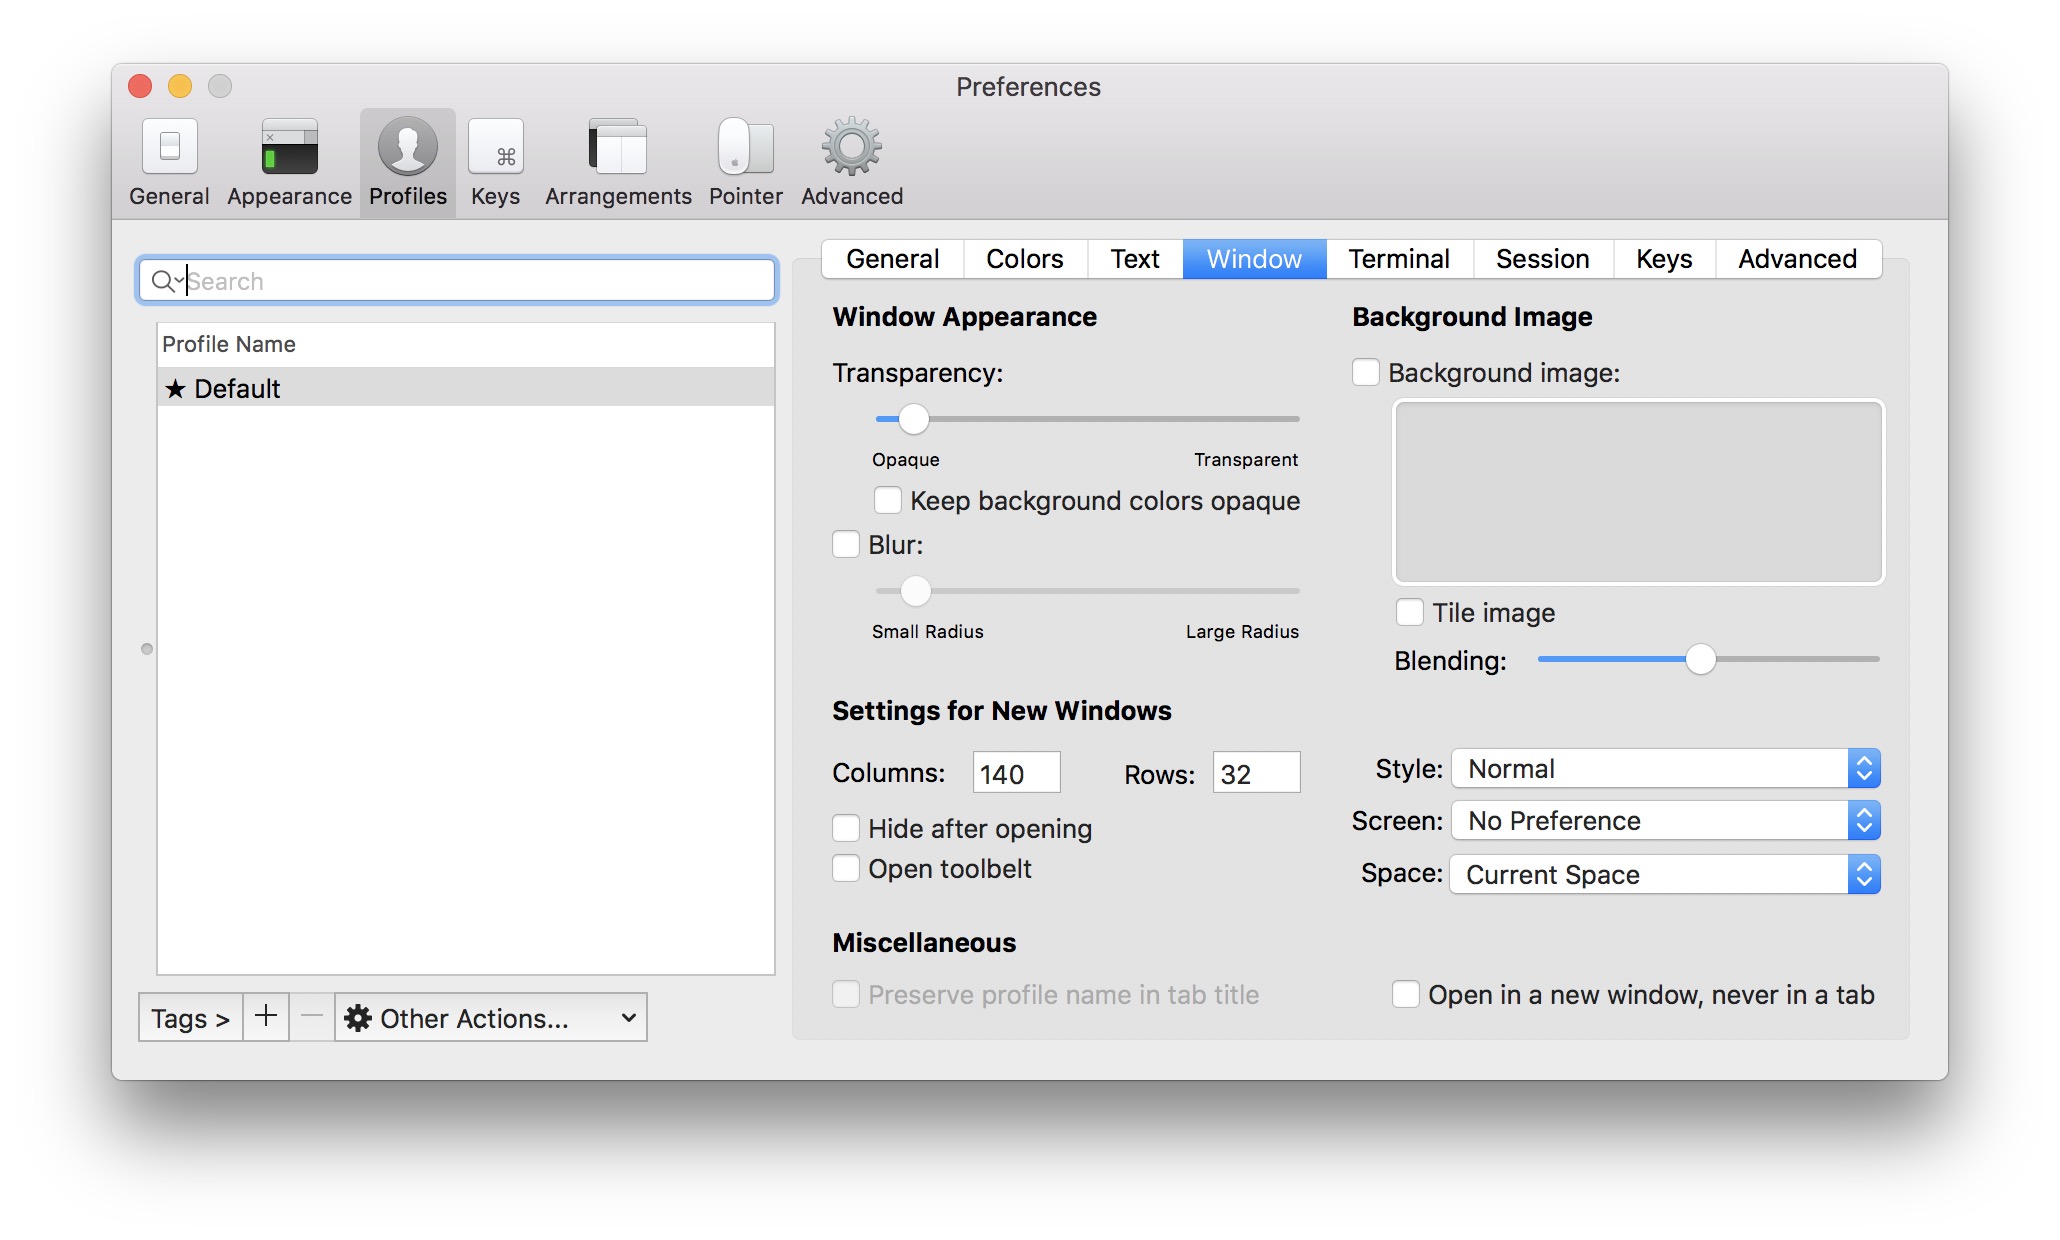 Preferences
General Appearance Profiles Keys Arrangements Pointer Advanced
Search
Profile Name
★ Default
Tags > + − Other Actions...
General Colors Text Window Terminal Session Keys Advanced
Window Appearance
Transparency:
Opaque Transparent
Keep background colors opaque
Blur:
Small Radius Large Radius
Background Image
Background image:
Tile image
Blending:
Settings for New Windows
Columns: 140 Rows: 32
Hide after opening
Open toolbelt
Style: Normal
Screen: No Preference
Space: Current Space
Miscellaneous
Preserve profile name in tab title
Open in a new window, never in a tab